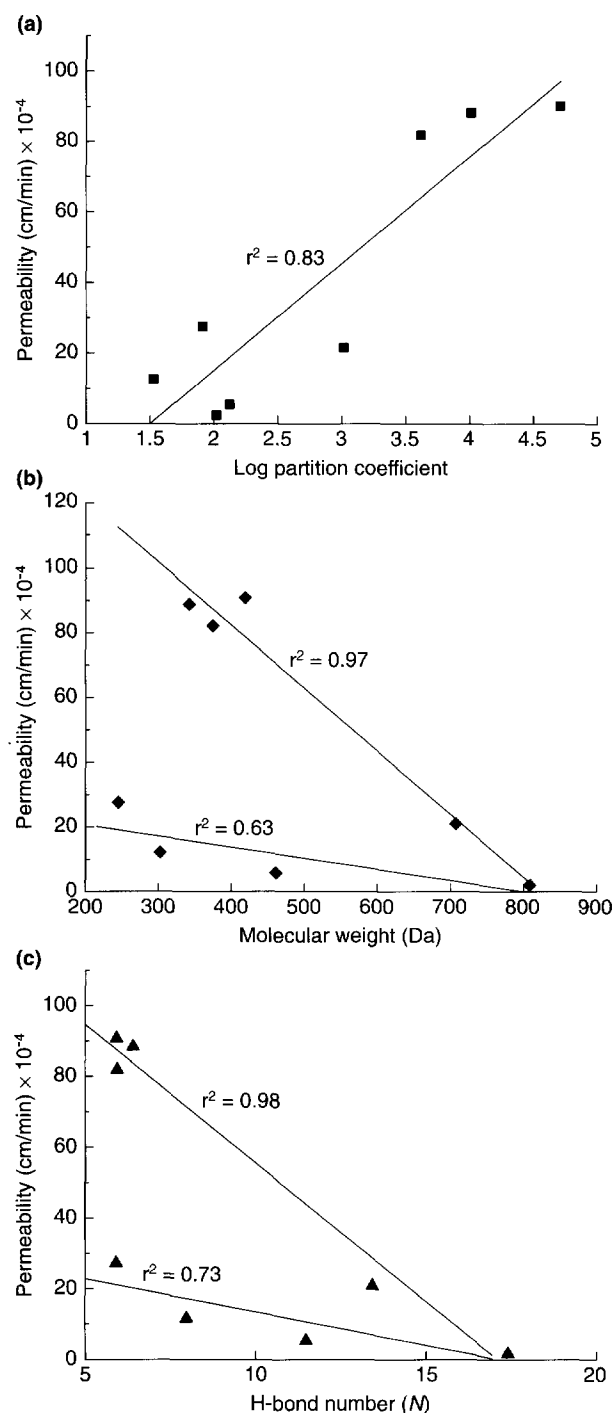 (a)
Permeability (cm/min) × 10⁻⁴
100
80
60
40
20
0
r² = 0.83
1 1.5 2 2.5 3 3.5 4 4.5 5
Log partition coefficient
(b)
Permeability (cm/min) × 10⁻⁴
120
100
80
60
40
20
0
r² = 0.97
r² = 0.63
200 300 400 500 600 700 800 900
Molecular weight (Da)
(c)
Permeability (cm/min) × 10⁻⁴
100
80
60
40
20
0
r² = 0.98
r² = 0.73
5 10 15 20
H-bond number (N)